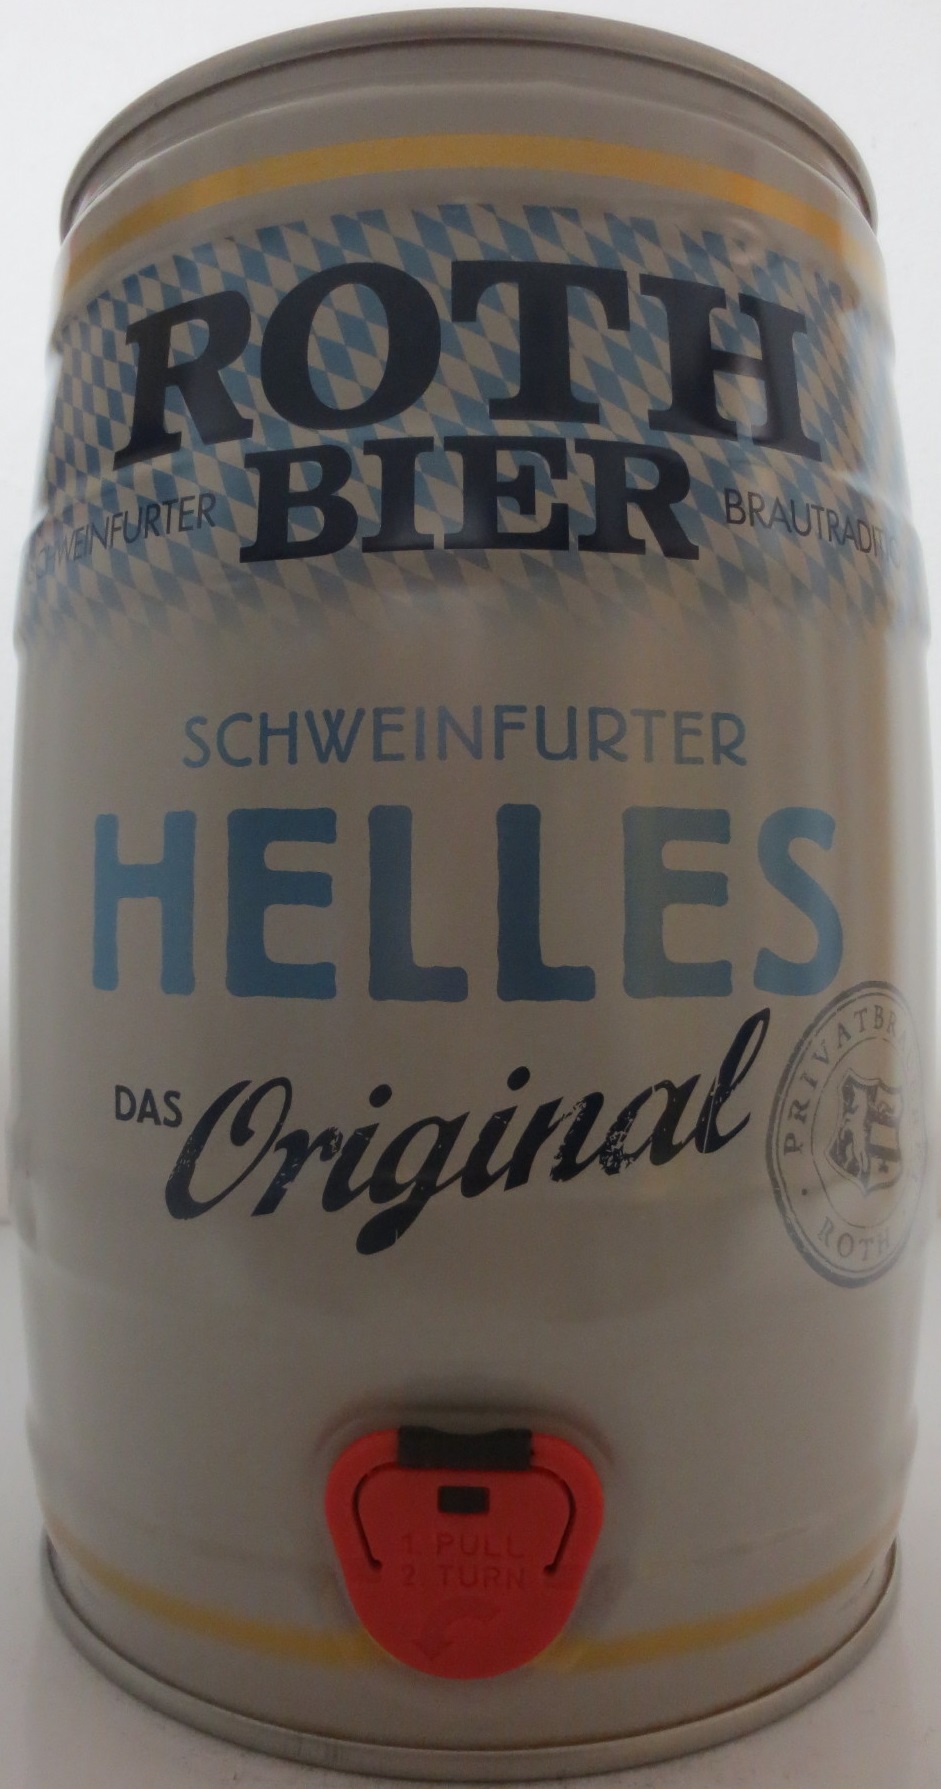 ROTH
BIER
SCHWEINFURTER
SCHWEINFURTER
HELLES
DAS Original
ROTH
1. PULL
2. TURN